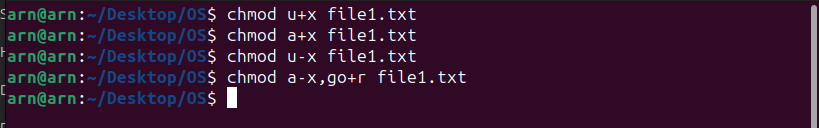 arn@arn:~/Desktop/OS$ chmod u+x file1.txt
arn@arn:~/Desktop/OS$ chmod a+x file1.txt
arn@arn:~/Desktop/OS$ chmod u-x file1.txt
arn@arn:~/Desktop/OS$ chmod a-x,go+r file1.txt
arn@arn:~/Desktop/OS$